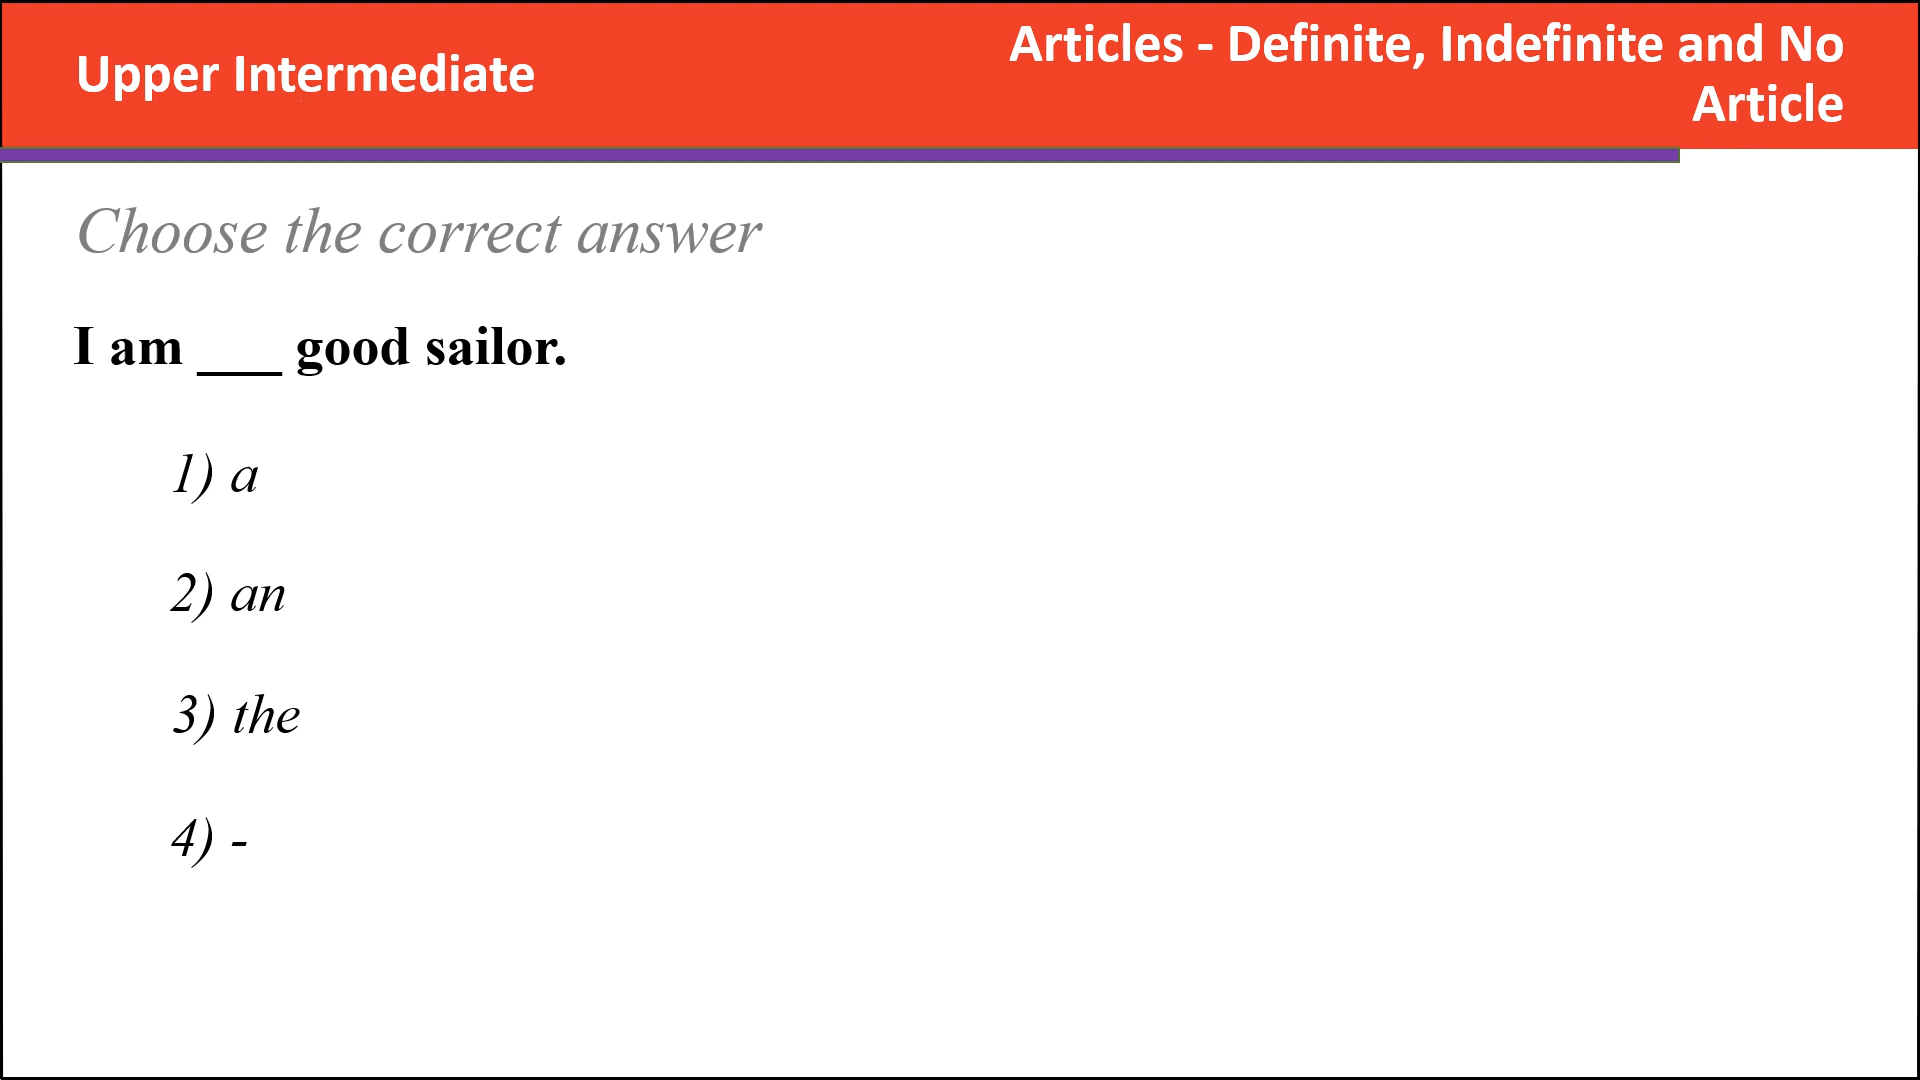 Upper Intermediate
Articles - Definite, Indefinite and No
Article
Choose the correct answer
I am ___ good sailor.
1) a
2) an
3) the
4) -